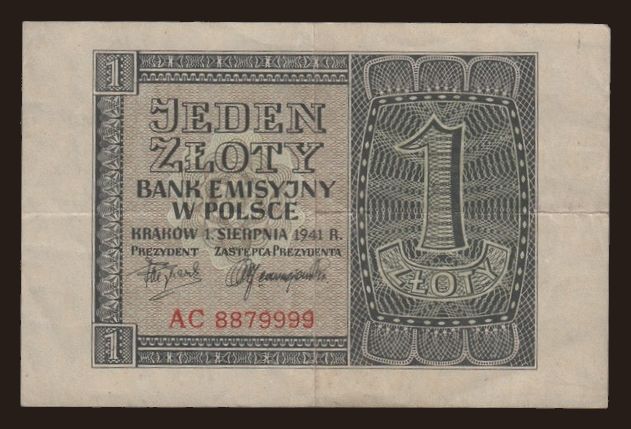 1
JEDEN
ZŁOTY
BANK EMISYJNY
W POLSCE
KRAKÓW 1. SIERPNIA 1941 R.
PREZYDENT ZASTĘPCA PREZYDENTA
AC 8879999
1
1
ZŁOTY